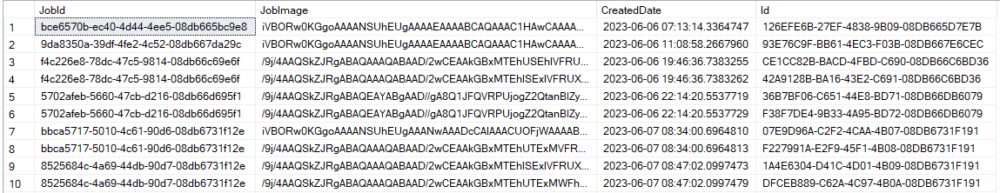 JobId JobImage CreatedDate Id
1 bce6570b-ec40-4d44-4ee5-08db665bc9e8 iVBORw0KGgoAAAANSUhEUgAAAAEAAAABCAQAAAC1HAwCAAAA... 2023-06-06 07:13:14.3364747 126EFE6B-27EF-4838-9B09-08DB665D7E7B
2 9da8350a-39df-4fe2-4c52-08db667da29c iVBORw0KGgoAAAANSUhEUgAAAAEAAAABCAQAAAC1HAwCAAAA... 2023-06-06 11:08:58.2667960 93E76C9F-BB61-4EC3-F03B-08DB667E6CEC
3 f4c226e8-78dc-47c5-9814-08db66c69e6f /9j/4AAQSkZJRgABAQAAAQABAAD/2wCEAAkGBxMTEhUSEhIVFRU... 2023-06-06 19:46:36.7383255 CE1CC82B-BACD-4FBD-C690-08DB66C6BD36
4 f4c226e8-78dc-47c5-9814-08db66c69e6f /9j/4AAQSkZJRgABAQAAAQABAAD/2wCEAAkGBxMTEhISExIVFRUX... 2023-06-06 19:46:36.7383262 42A9128B-BA16-43E2-C691-08DB66C6BD36
5 5702afeb-5660-47cb-d216-08db66d695f1 /9j/4AAQSkZJRgABAQEAYABgAAD//gA8Q1JFQVRPUjogZ2QtanBlZy... 2023-06-06 22:14:20.5537719 36B7BF06-C651-44E8-BD71-08DB66DB6079
6 5702afeb-5660-47cb-d216-08db66d695f1 /9j/4AAQSkZJRgABAQEAYABgAAD//gA8Q1JFQVRPUjogZ2QtanBlZy... 2023-06-06 22:14:20.5537729 F38F7DE4-9B33-4A95-BD72-08DB66DB6079
7 bbca5717-5010-4c61-90d6-08db6731f12e iVBORw0KGgoAAAANSUhEUgAAANwAAADcCAIAAACUOFjWAAAAB... 2023-06-07 08:34:00.6964810 07E9D96A-C2F2-4CAA-4B07-08DB6731F191
8 bbca5717-5010-4c61-90d6-08db6731f12e /9j/4AAQSkZJRgABAQAAAQABAAD/2wCEAAkGBxMTEhUTExMVFR... 2023-06-07 08:34:00.6964813 F227991A-E2F9-45F1-4B08-08DB6731F191
9 8525684c-4a69-44db-90d7-08db6731f12e /9j/4AAQSkZJRgABAQAAAQABAAD/2wCEAAkGBxMTEhISExIVFRUX... 2023-06-07 08:47:02.0997473 1A4E6304-D41C-4D01-4B09-08DB6731F191
10 8525684c-4a69-44db-90d7-08db6731f12e /9j/4AAQSkZJRgABAQAAAQABAAD/2wCEAAkGBxMTEhUTExMWFh... 2023-06-07 08:47:02.0997479 DFCEB889-C62A-4C97-4B0A-08DB6731F191